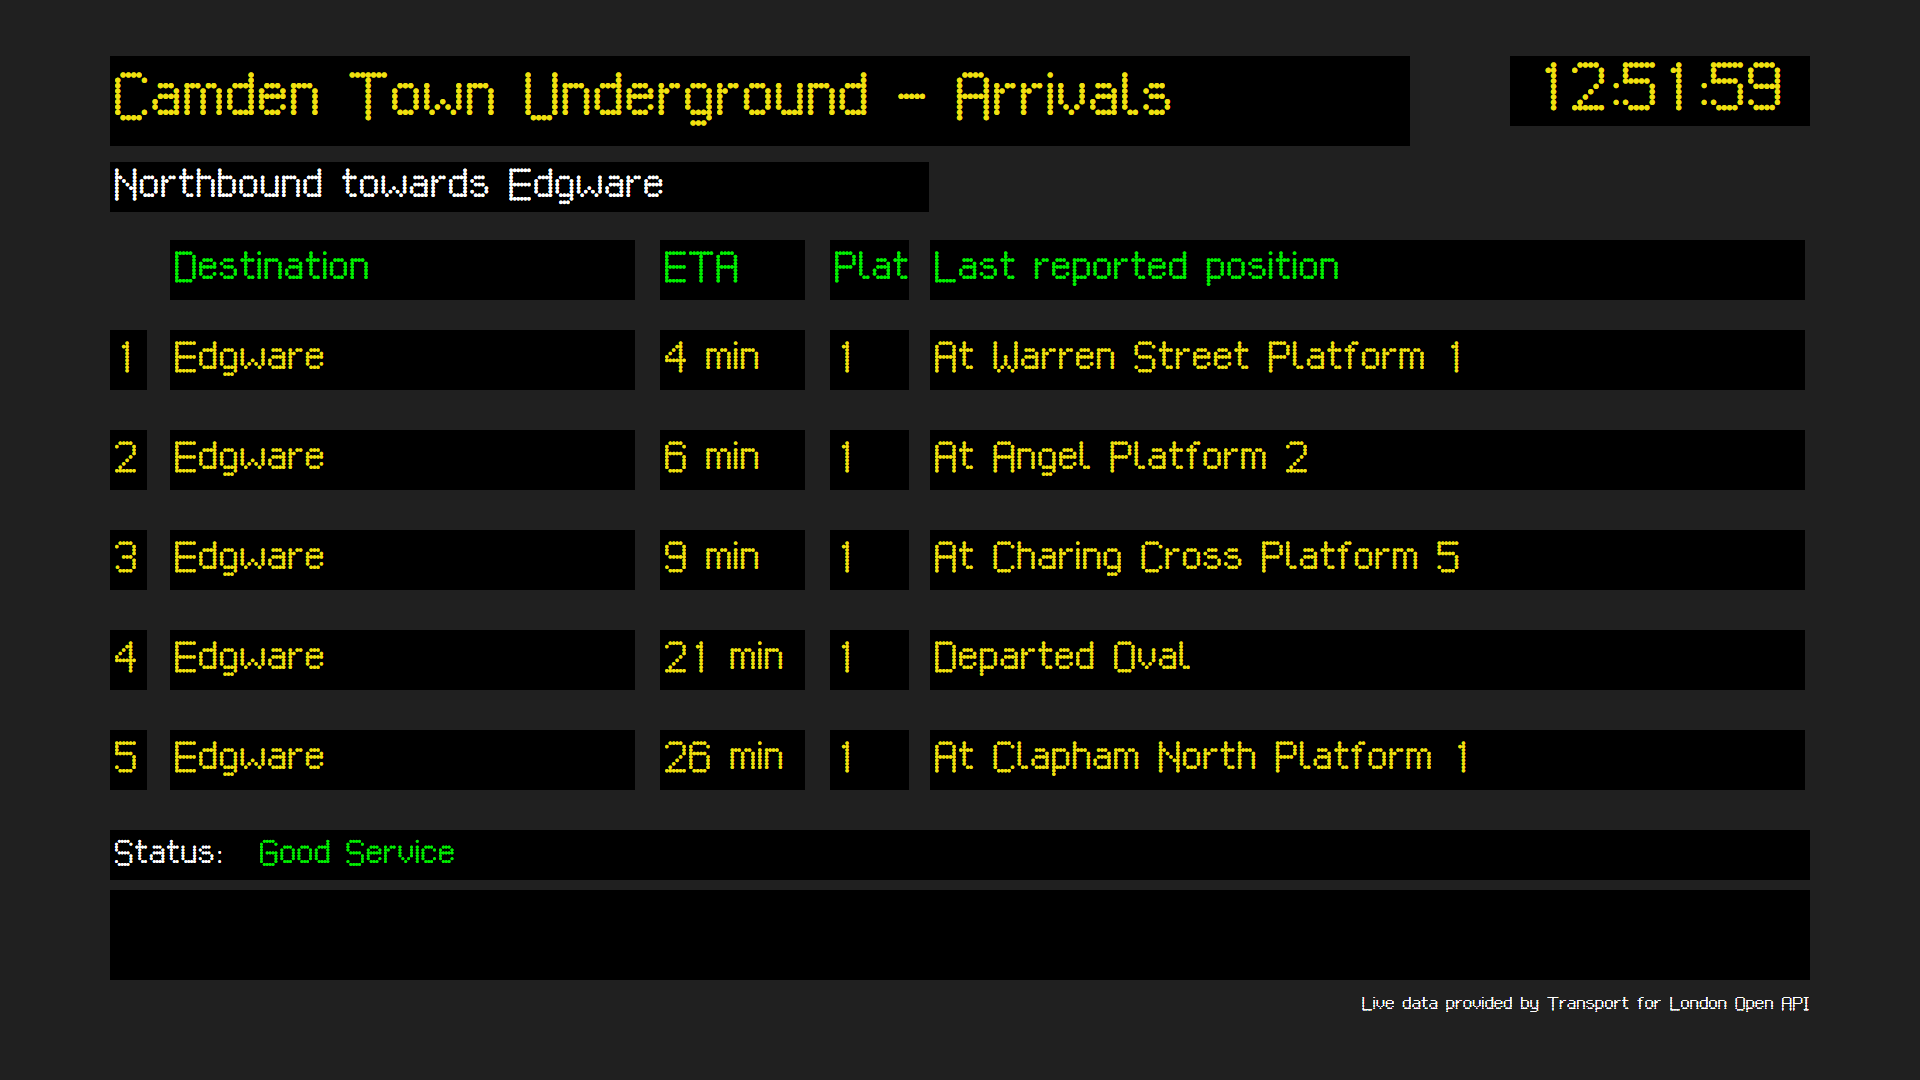 Camden Town Underground - Arrivals 12:51:59
Northbound towards Edgware
Destination ETA Plat Last reported position
1 Edgware 4 min 1 At Warren Street Platform 1
2 Edgware 6 min 1 At Angel Platform 2
3 Edgware 9 min 1 At Charing Cross Platform 5
4 Edgware 21 min 1 Departed Oval
5 Edgware 26 min 1 At Clapham North Platform 1
Status: Good Service
Live data provided by Transport for London Open API